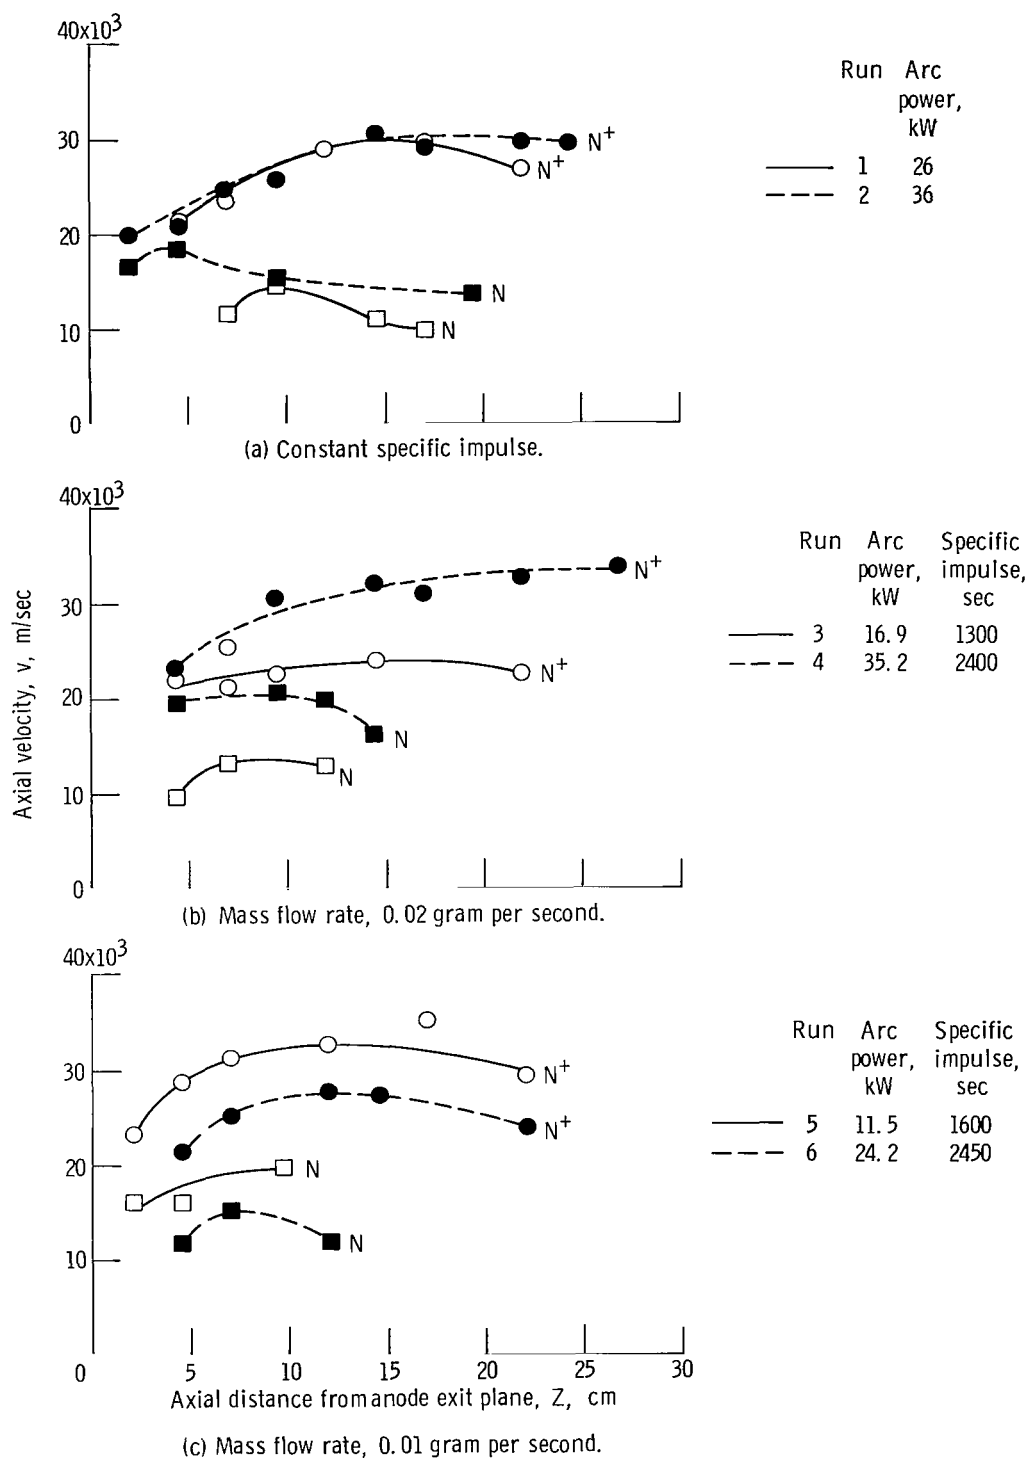 40x10³
30
20
10
0
N⁺
N⁺
N
N
Run Arc power, kW
1 26
2 36
(a) Constant specific impulse.
40x10³
30
20
10
0
N⁺
N⁺
N
N
Run Arc power, kW Specific impulse, sec
3 16.9 1300
4 35.2 2400
Axial velocity, v, m/sec
(b) Mass flow rate, 0.02 gram per second.
40x10³
30
20
10
0
N⁺
N⁺
N
N
Run Arc power, kW Specific impulse, sec
5 11.5 1600
6 24.2 2450
5 10 15 20 25 30
Axial distance from anode exit plane, Z, cm
(c) Mass flow rate, 0.01 gram per second.